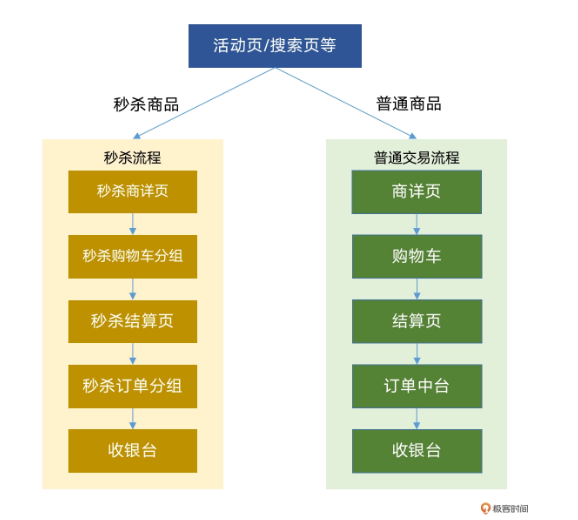 活动页/搜索页等
秒杀商品
普通商品
秒杀流程
秒杀商详页
秒杀购物车分组
秒杀结算页
秒杀订单分组
收银台
普通交易流程
商详页
购物车
结算页
订单中台
收银台
极客时间